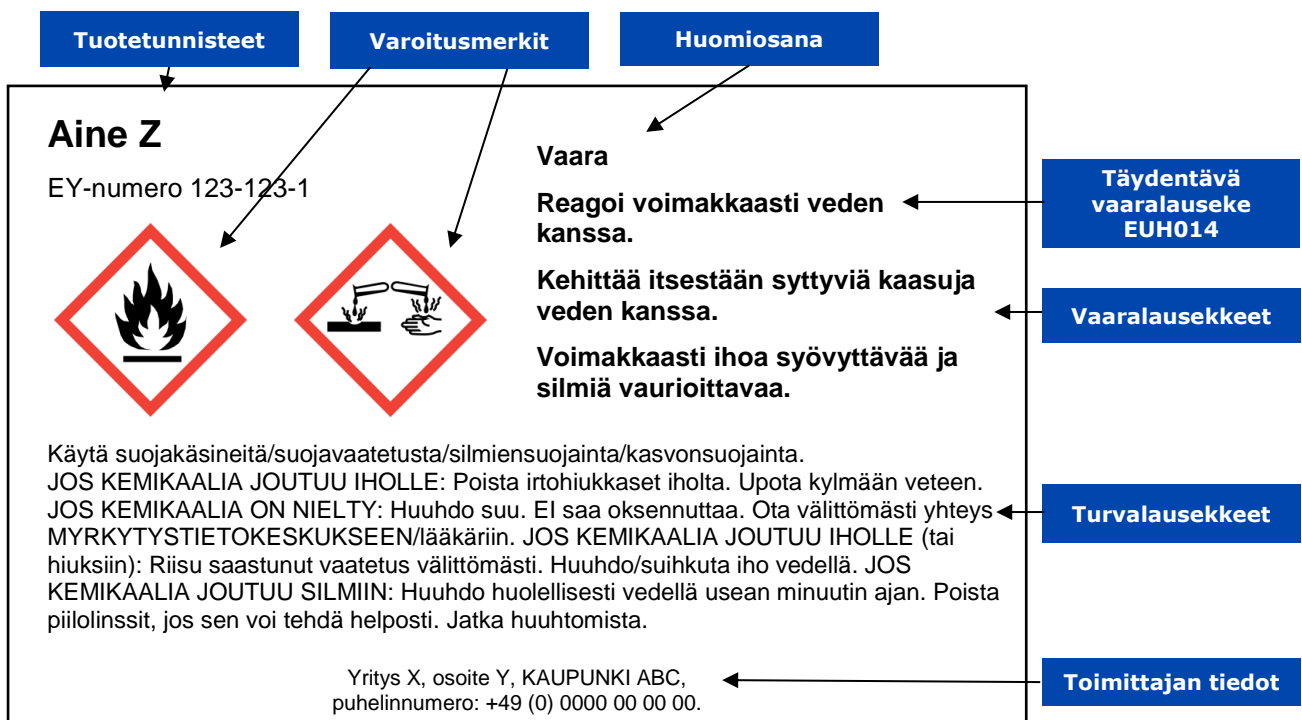 Tuotetunnisteet
Varoitusmerkit
Huomiosana
Aine Z
EY-numero 123-123-1
Vaara
Reagoi voimakkaasti veden
kanssa.
Kehittää itsestään syttyviä kaasuja
veden kanssa.
Voimakkaasti ihoa syövyttävää ja
silmiä vaurioittavaa.
Täydentävä
vaaralauseke
EUH014
Vaaralausekkeet
Käytä suojakäsineitä/suojavaatetusta/silmiensuojainta/kasvonsuojainta.
JOS KEMIKAALIA JOUTUU IHOLLE: Poista irtohiukkaset iholta. Upota kylmään veteen.
JOS KEMIKAALIA ON NIELTY: Huuhdo suu. EI saa oksennuttaa. Ota välittömästi yhteys
MYRKYTYSTIETOKESKUKSEEN/lääkäriin. JOS KEMIKAALIA JOUTUU IHOLLE (tai
hiuksiin): Riisu saastunut vaatetus välittömästi. Huuhdo/suihkuta iho vedellä. JOS
KEMIKAALIA JOUTUU SILMIIN: Huuhdo huolellisesti vedellä usean minuutin ajan. Poista
piilolinssit, jos sen voi tehdä helposti. Jatka huuhtomista.
Turvalausekkeet
Yritys X, osoite Y, KAUPUNKI ABC,
puhelinnumero: +49 (0) 0000 00 00 00.
Toimittajan tiedot